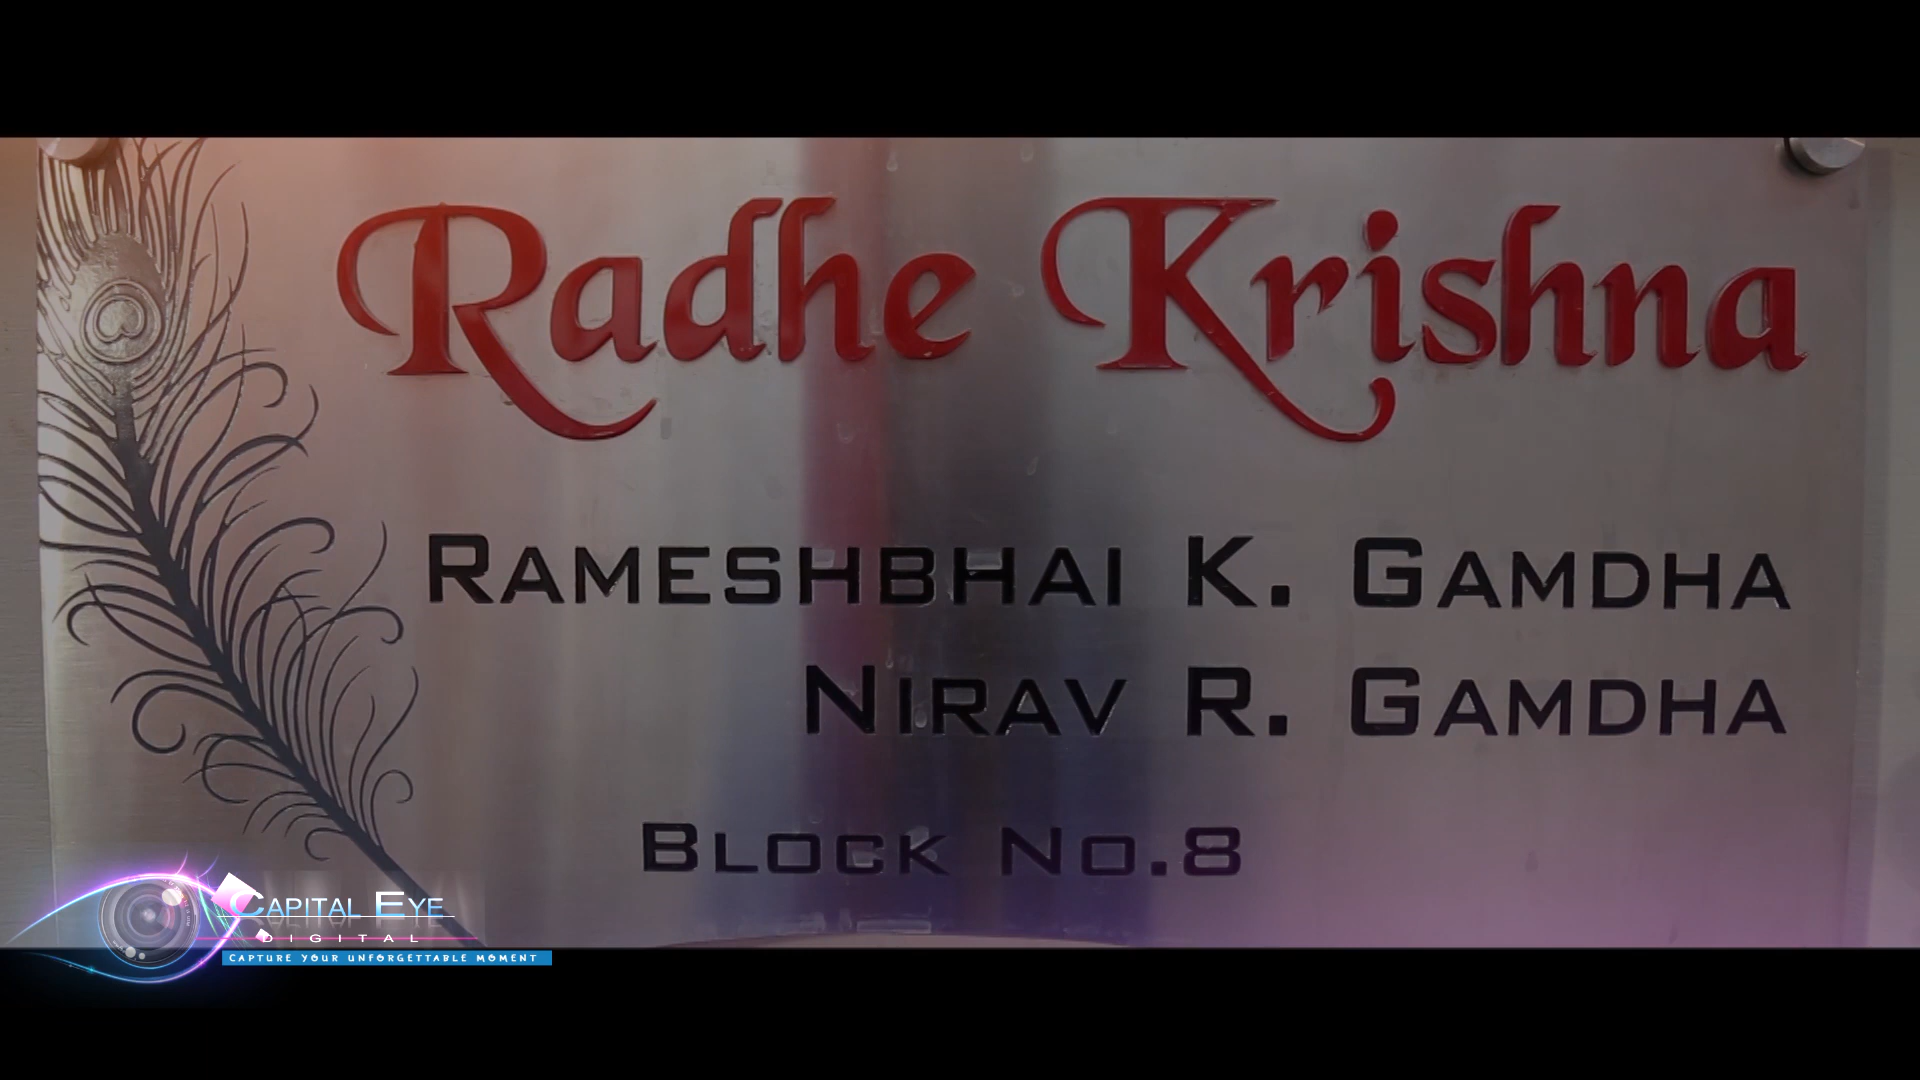 Radhe Krishna
RAMESHBHAI K. GAMDHA
NIRAV R. GAMDHA
BLOCK NO.8
CAPITAL EYE
DIGITAL
CAPTURE YOUR UNFORGETTABLE MOMENT